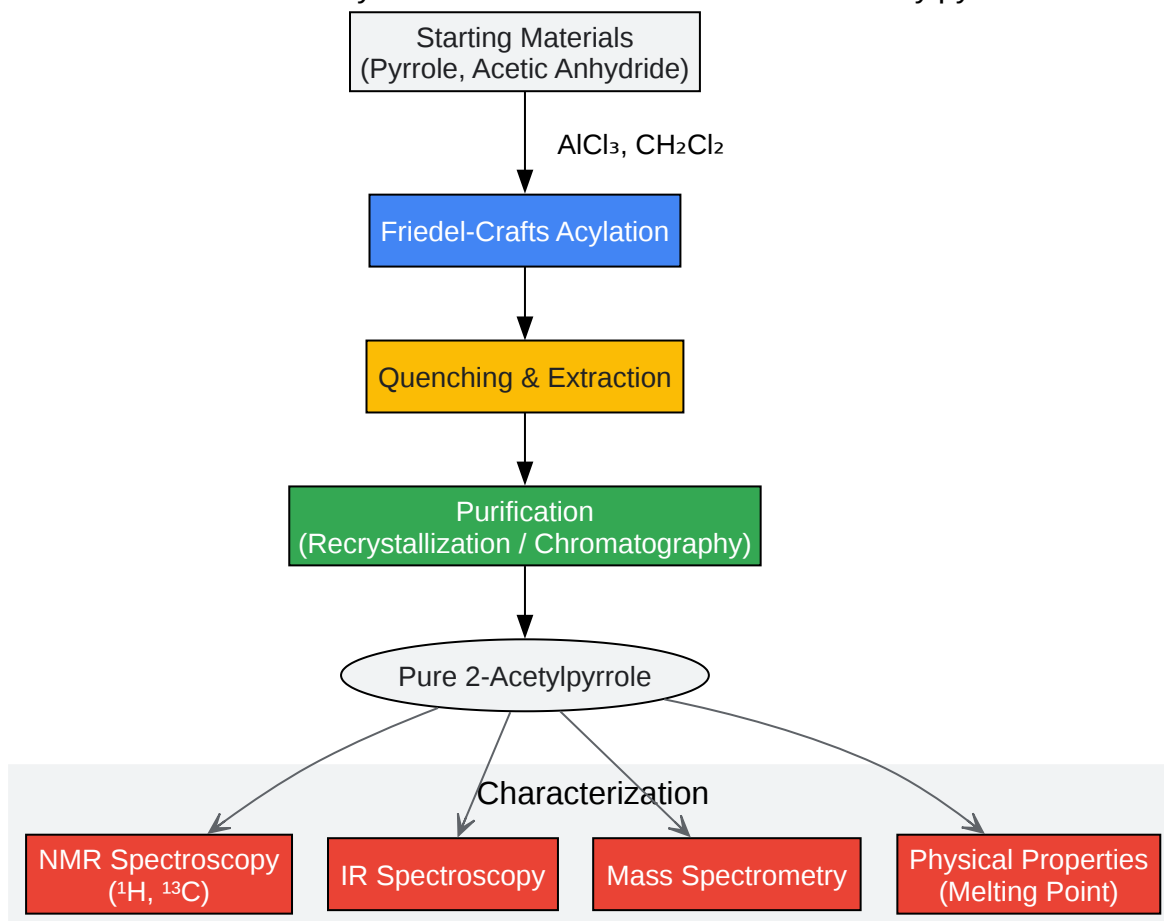 Starting Materials
(Pyrrole, Acetic Anhydride)
AlCl₃, CH₂Cl₂
Friedel-Crafts Acylation
Quenching & Extraction
Purification
(Recrystallization / Chromatography)
Pure 2-Acetylpyrrole
Characterization
NMR Spectroscopy
(¹H, ¹³C)
IR Spectroscopy
Mass Spectrometry
Physical Properties
(Melting Point)